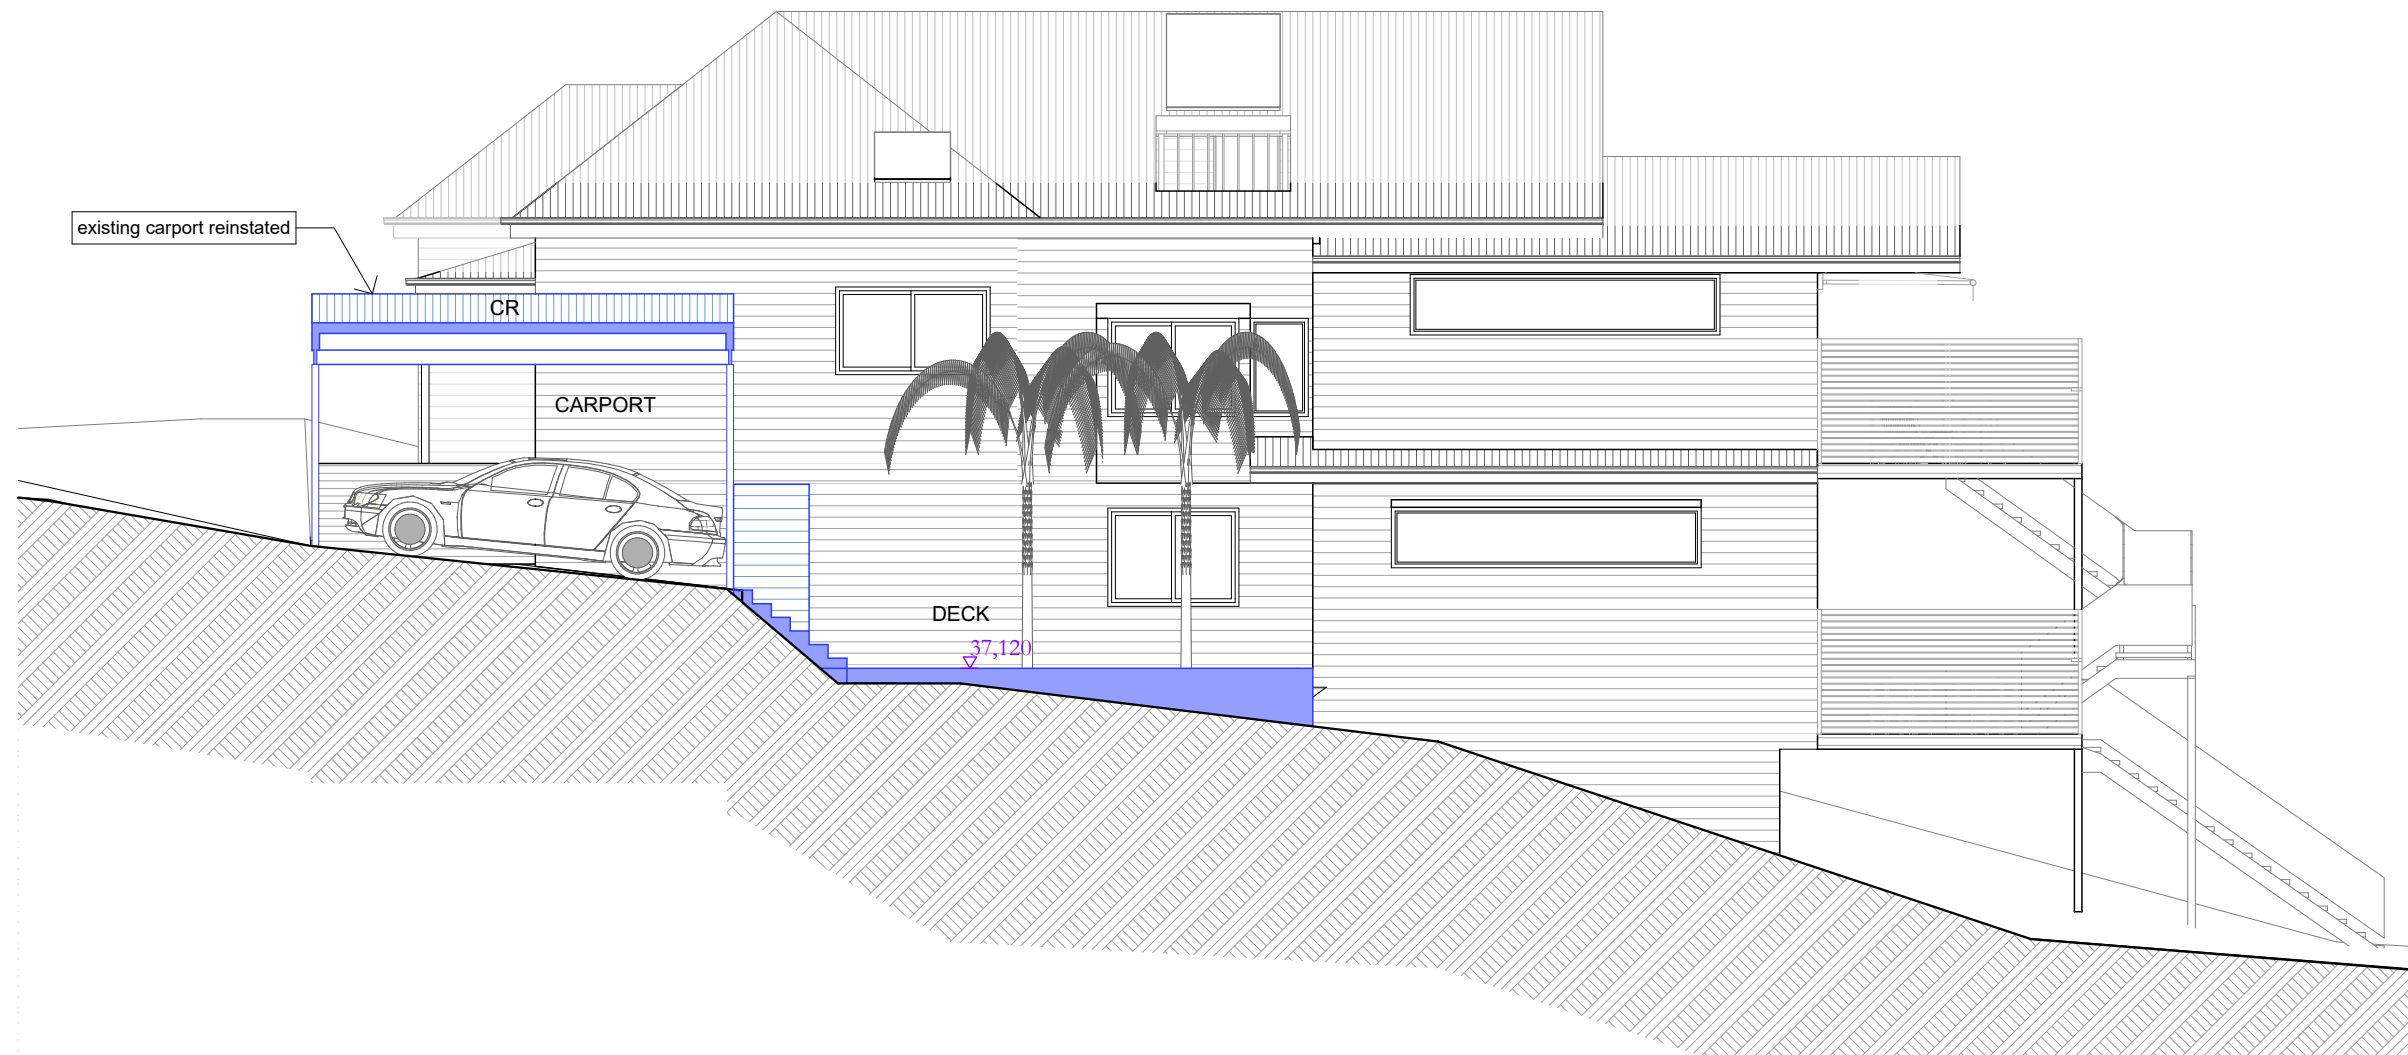 existing carport reinstated
CR
CARPORT
DECK
37,120